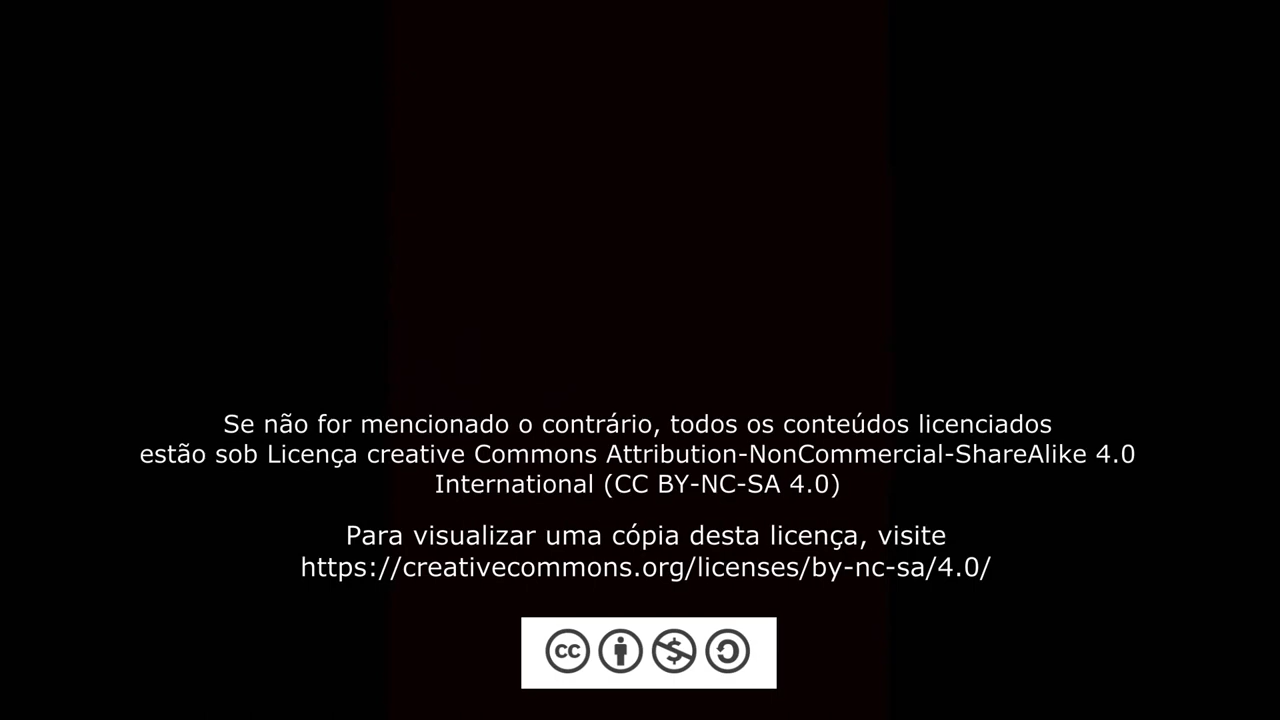 Se não for mencionado o contrário, todos os conteúdos licenciados
estão sob Licença creative Commons Attribution-NonCommercial-ShareAlike 4.0
International (CC BY-NC-SA 4.0)
Para visualizar uma cópia desta licença, visite
https://creativecommons.org/licenses/by-nc-sa/4.0/
cc